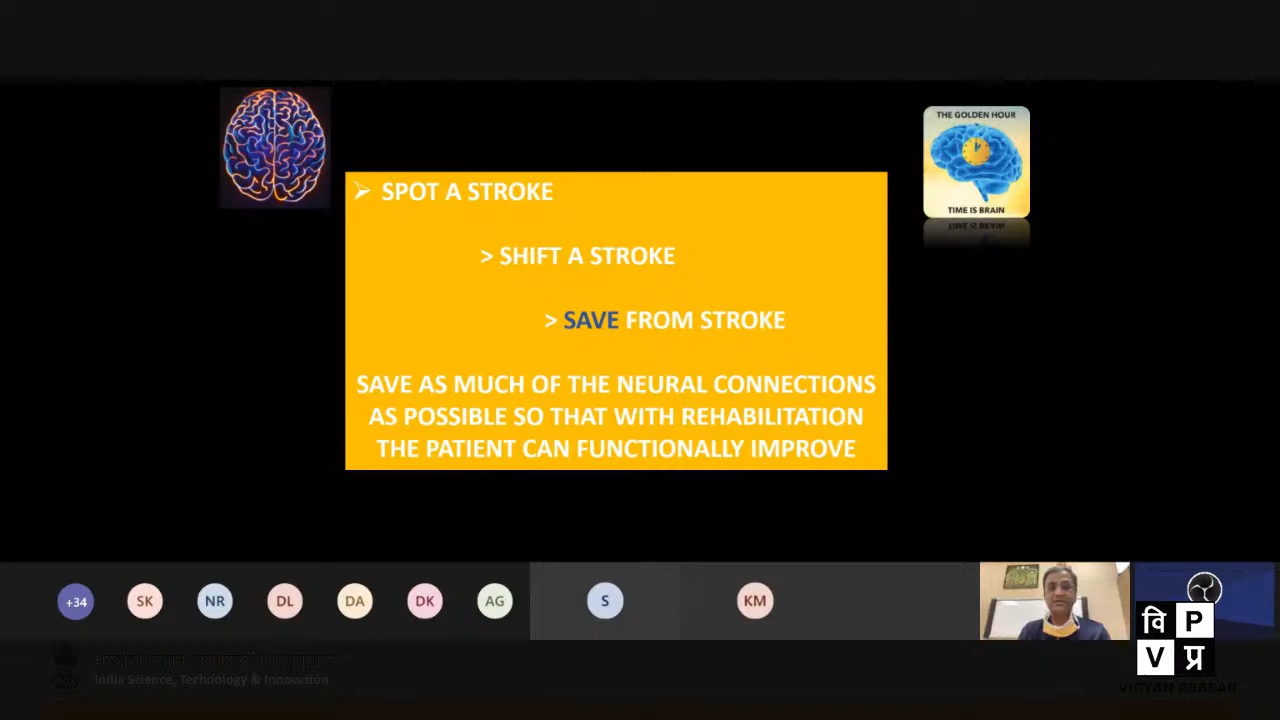 THE GOLDEN HOUR
TIME IS BRAIN
➢ SPOT A STROKE
> SHIFT A STROKE
> SAVE FROM STROKE
SAVE AS MUCH OF THE NEURAL CONNECTIONS
AS POSSIBLE SO THAT WITH REHABILITATION
THE PATIENT CAN FUNCTIONALLY IMPROVE
+34
SK
NR
DL
DA
DK
AG
S
KM
वि P
V प्र
India Science, Technology & Innovation
VIGYAN PRASAR